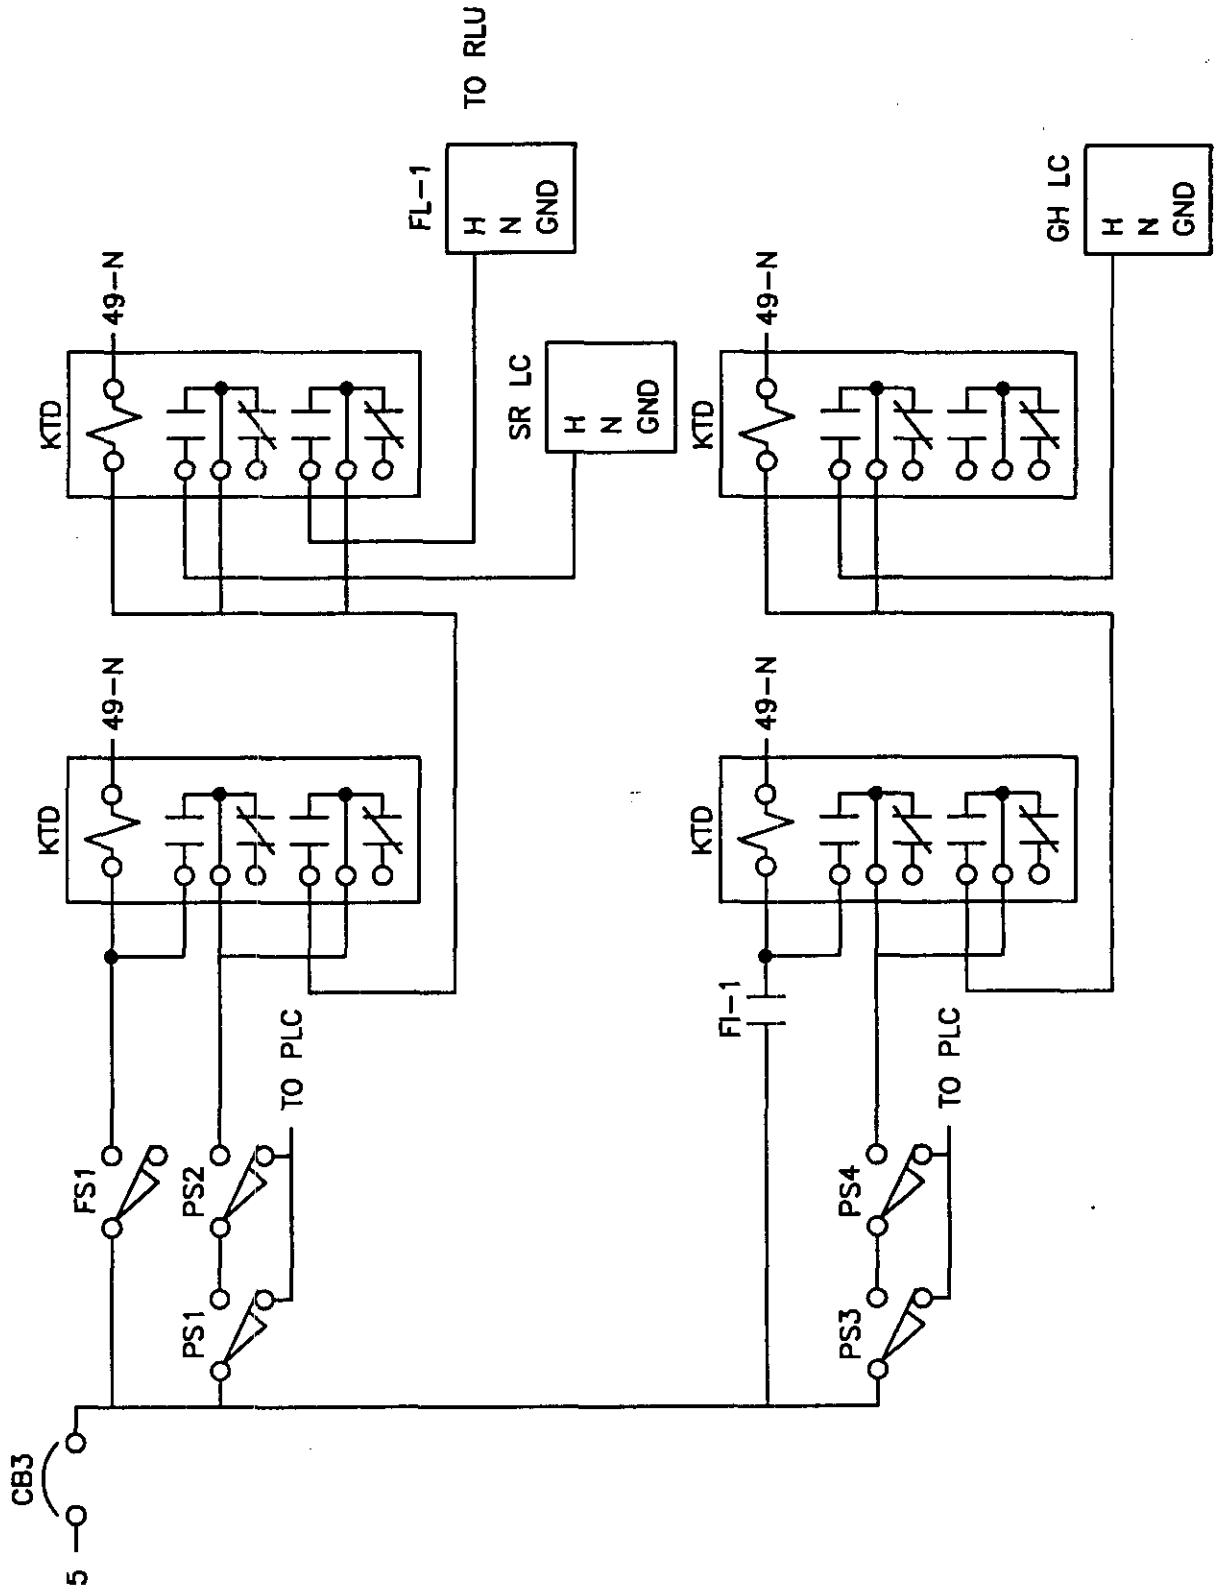 5
CB3
FS1
KTD
49-N
KTD
49-N
PS1
PS2
TO PLC
FL-1
H
N
GND
TO RLU
SR LC
H
N
GND
FI-1
KTD
49-N
KTD
49-N
PS3
PS4
TO PLC
GH LC
H
N
GND